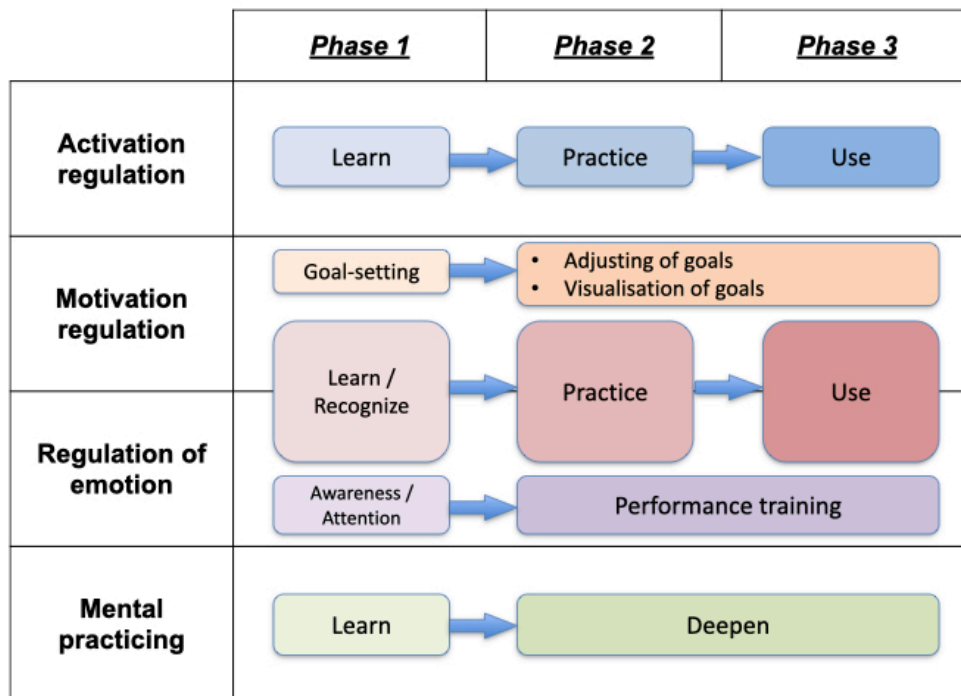 Phase 1
Phase 2
Phase 3
Activation
regulation
Learn
Practice
Use
Motivation
regulation
Goal-setting
• Adjusting of goals
• Visualisation of goals
Learn /
Recognize
Practice
Use
Regulation of
emotion
Awareness /
Attention
Performance training
Mental
practicing
Learn
Deepen